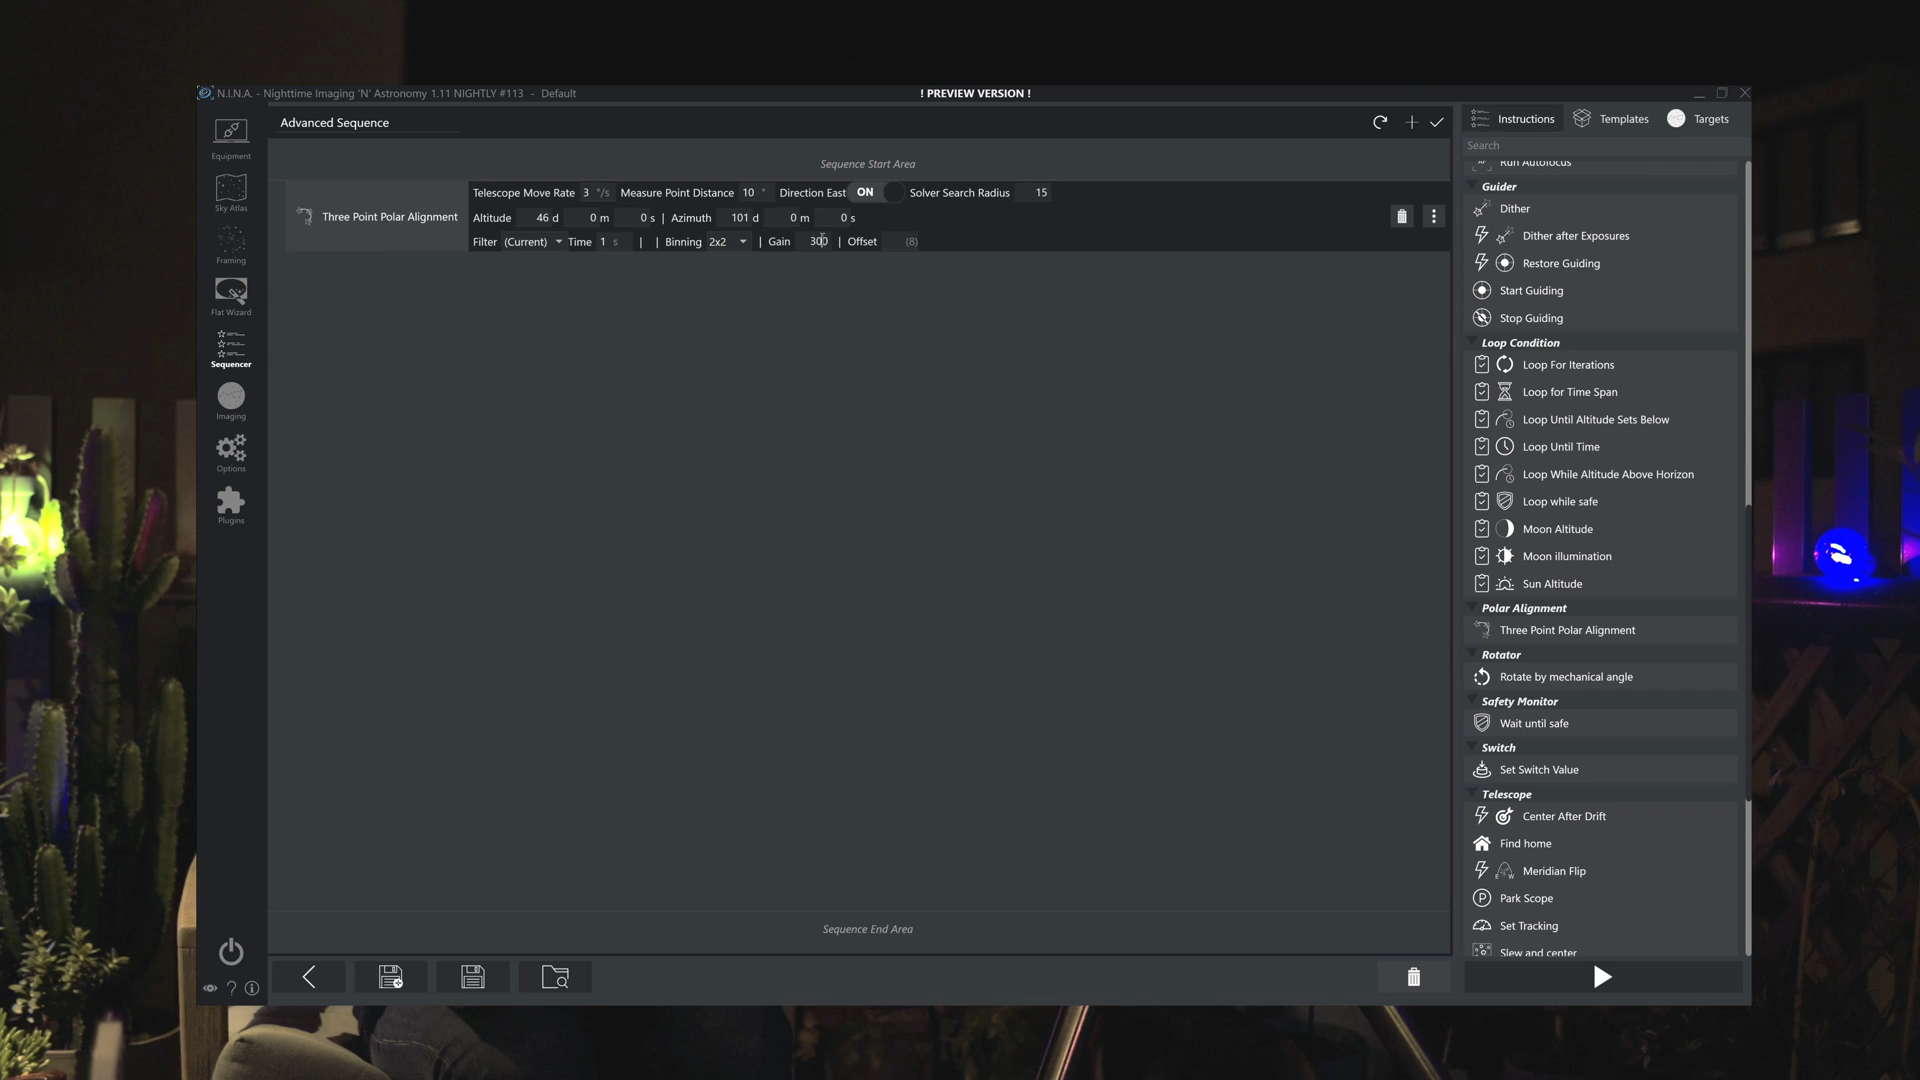 N.I.N.A. - Nighttime Imaging 'N' Astronomy 1.11 NIGHTLY #113 - Default
! PREVIEW VERSION !
Equipment
Sky Atlas
Framing
Flat Wizard
Sequencer
Imaging
Options
Plugins
Advanced Sequence
Sequence Start Area
Three Point Polar Alignment
Telescope Move Rate 3 °/s Measure Point Distance 10 ° Direction East ON Solver Search Radius 15
Altitude 46 d 0 m 0 s | Azimuth 101 d 0 m 0 s
Filter (Current) Time 1 s | | Binning 2x2 | Gain 300 | Offset (8)
Sequence End Area
Instructions Templates Targets
Search
Run Autofocus
Guider
Dither
Dither after Exposures
Restore Guiding
Start Guiding
Stop Guiding
Loop Condition
Loop For Iterations
Loop for Time Span
Loop Until Altitude Sets Below
Loop Until Time
Loop While Altitude Above Horizon
Loop while safe
Moon Altitude
Moon illumination
Sun Altitude
Polar Alignment
Three Point Polar Alignment
Rotator
Rotate by mechanical angle
Safety Monitor
Wait until safe
Switch
Set Switch Value
Telescope
Center After Drift
Find home
Meridian Flip
Park Scope
Set Tracking
Slew and center